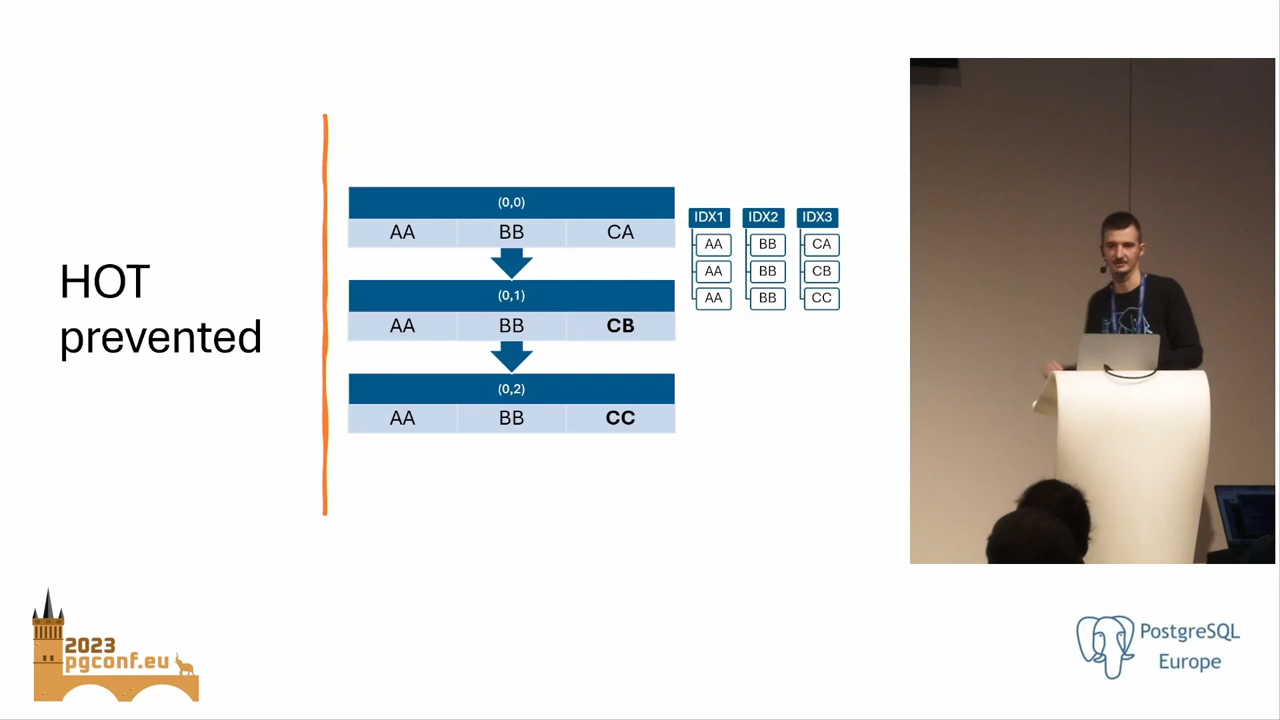 HOT
prevented
(0,0)
AA BB CA
(0,1)
AA BB CB
(0,2)
AA BB CC
IDX1 IDX2 IDX3
AA BB CA
AA BB CB
AA BB CC
2023
pgconf.eu
PostgreSQL
Europe